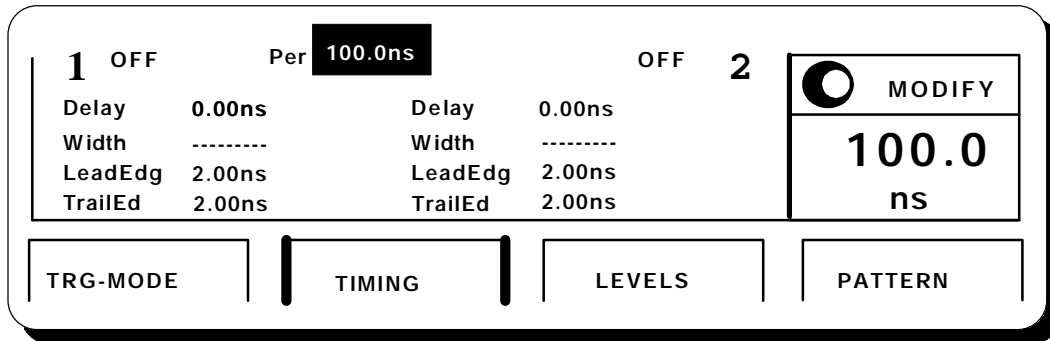 1 OFF Per 100.0ns OFF 2
Delay 0.00ns Delay 0.00ns
Width --------- Width ---------
LeadEdg 2.00ns LeadEdg 2.00ns
TrailEd 2.00ns TrailEd 2.00ns
MODIFY
100.0
ns
TRG-MODE TIMING LEVELS PATTERN